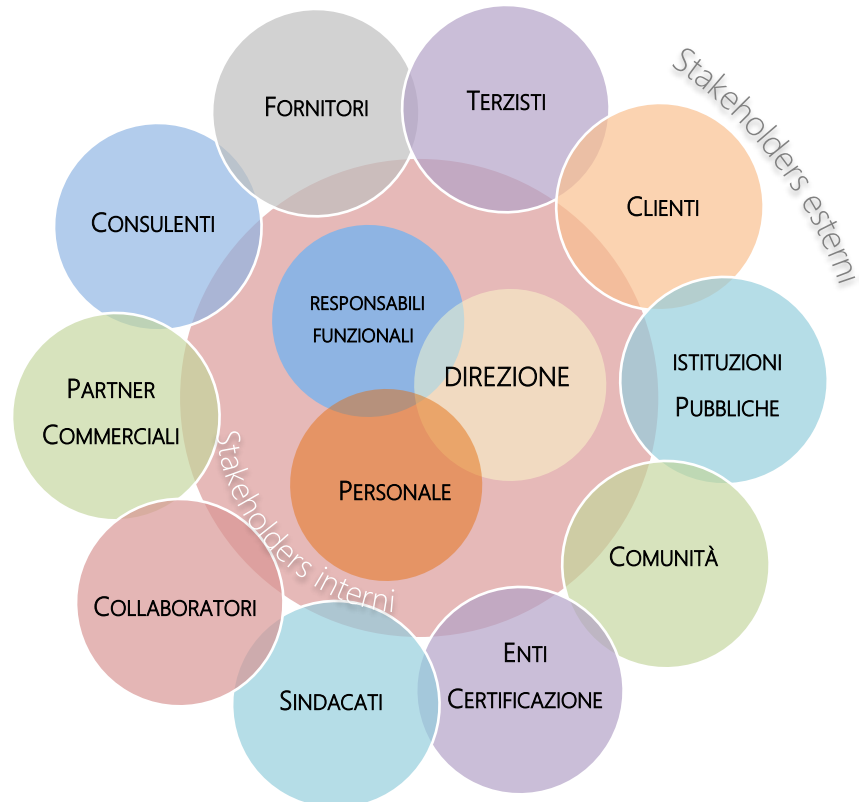 FORNITORI
TERZISTI
Stakeholders esterni
CLIENTI
CONSULENTI
RESPONSABILI
FUNZIONALI
DIREZIONE
ISTITUZIONI
PUBBLICHE
PARTNER
COMMERCIALI
PERSONALE
Stakeholders interni
COMUNITÀ
COLLABORATORI
ENTI
CERTIFICAZIONE
SINDACATI